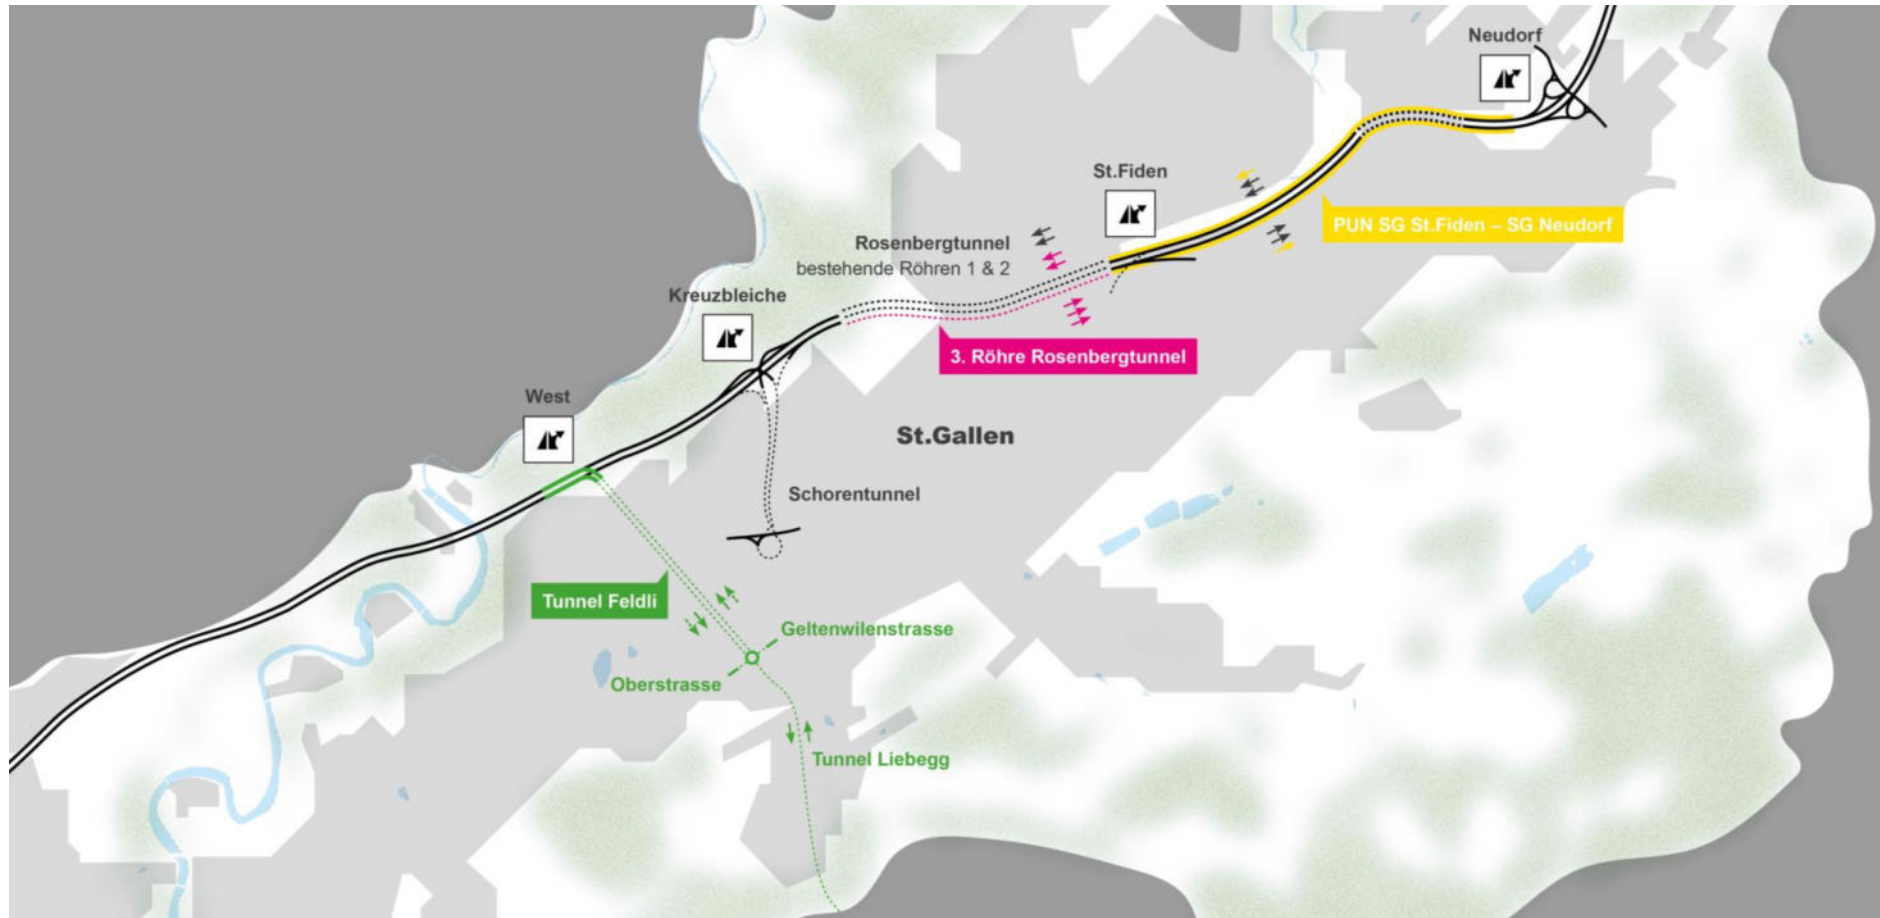 Neudorf
St.Fiden
PUN SG St.Fiden – SG Neudorf
Rosenbergtunnel
bestehende Röhren 1 & 2
Kreuzbleiche
3. Röhre Rosenbergtunnel
West
St.Gallen
Schorentunnel
Tunnel Feldli
Geltenwilenstrasse
Oberstrasse
Tunnel Liebegg